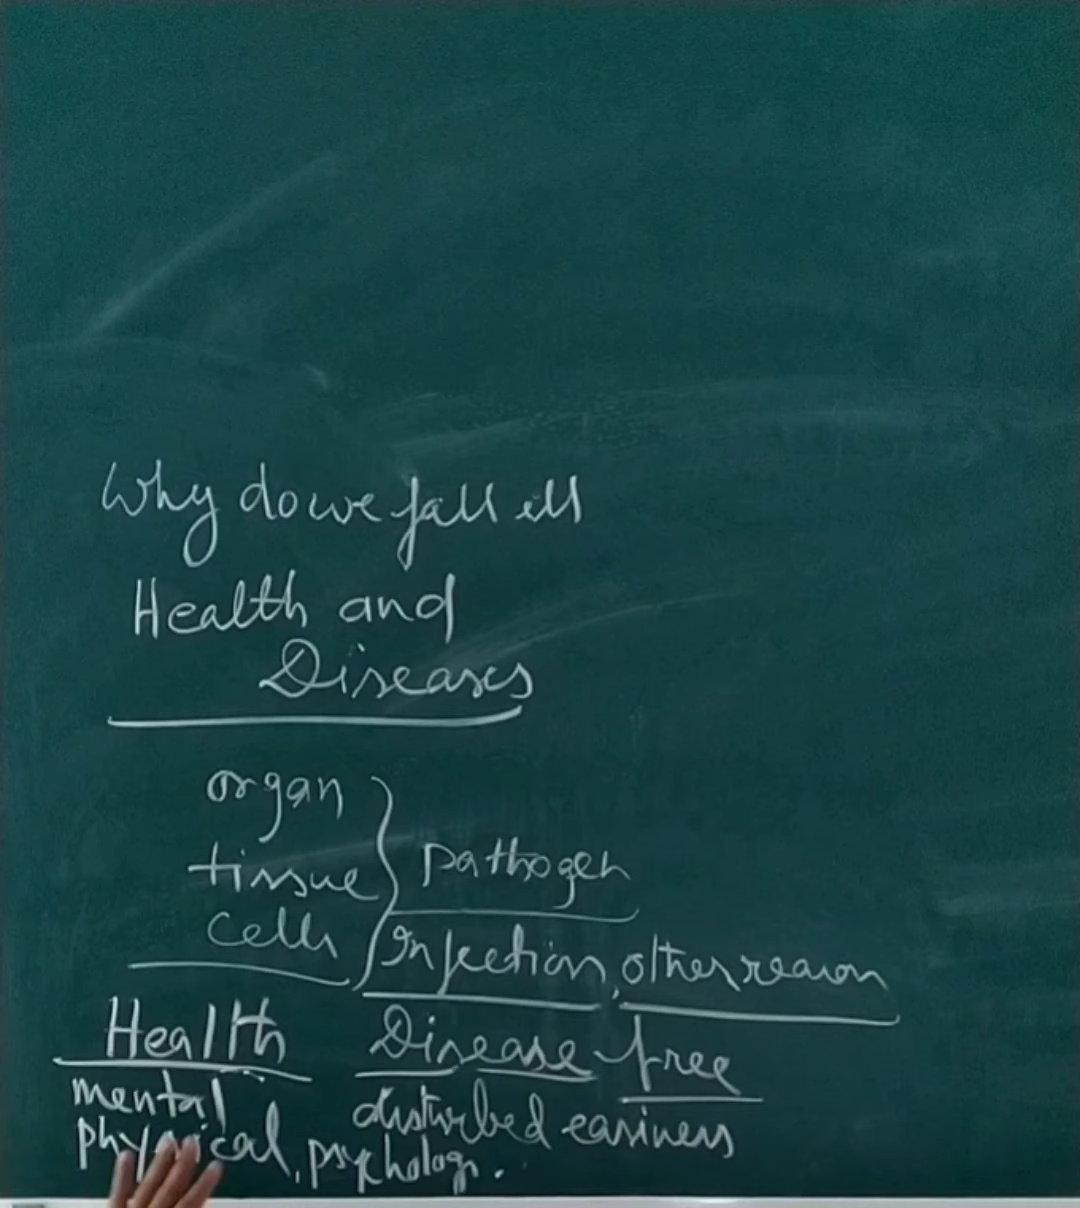 Why do we fall ill
Health and
Diseases
organ
tissue
cells
pathogen
Infection, other reason
Health Disease free
mental disturbed easiness
physical, psycholog.